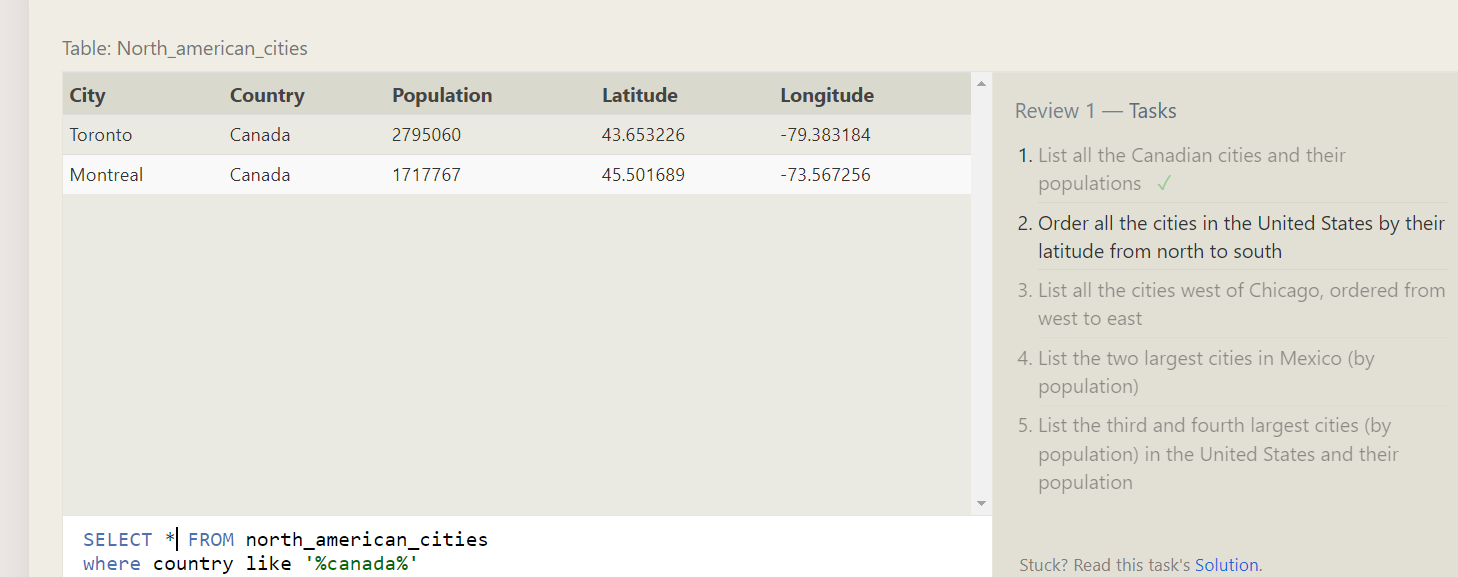 Table: North_american_cities
City Country Population Latitude Longitude
Toronto Canada 2795060 43.653226 -79.383184
Montreal Canada 1717767 45.501689 -73.567256
SELECT * FROM north_american_cities
where country like '%canada%'
Review 1 — Tasks
1. List all the Canadian cities and their
populations ✓
2. Order all the cities in the United States by their
latitude from north to south
3. List all the cities west of Chicago, ordered from
west to east
4. List the two largest cities in Mexico (by
population)
5. List the third and fourth largest cities (by
population) in the United States and their
population
Stuck? Read this task's Solution.